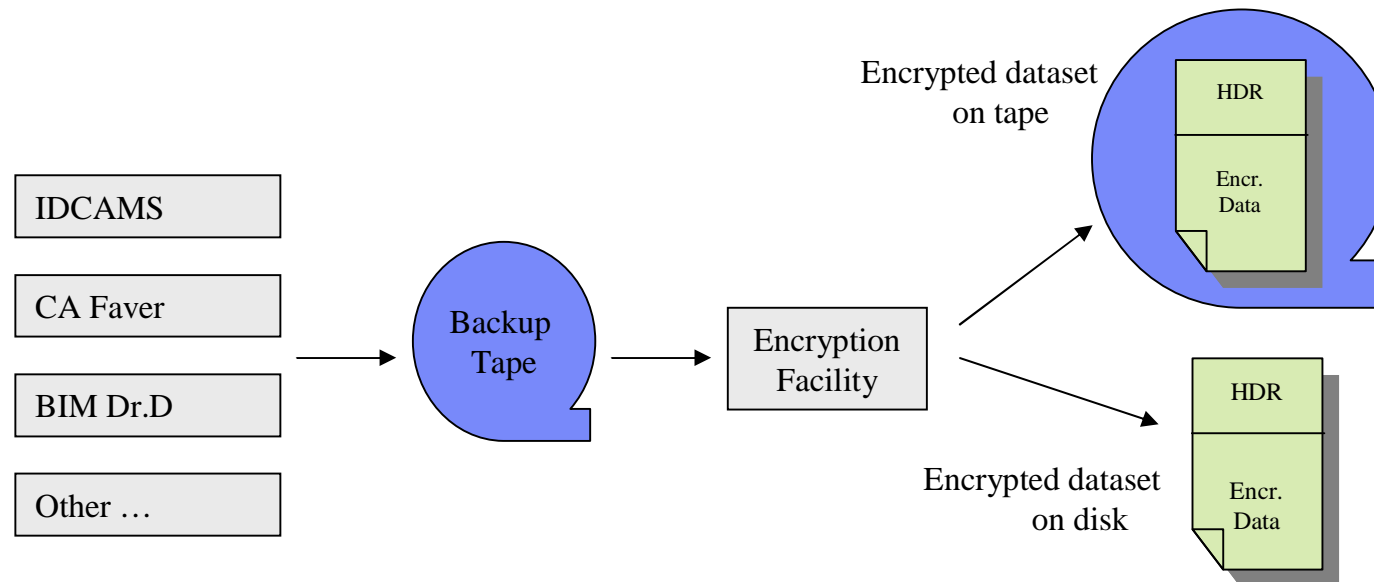 IDCAMS
CA Faver
BIM Dr.D
Other …
Backup
Tape
Encryption
Facility
Encrypted dataset
on tape
HDR
Encr.
Data
Encrypted dataset
on disk
HDR
Encr.
Data